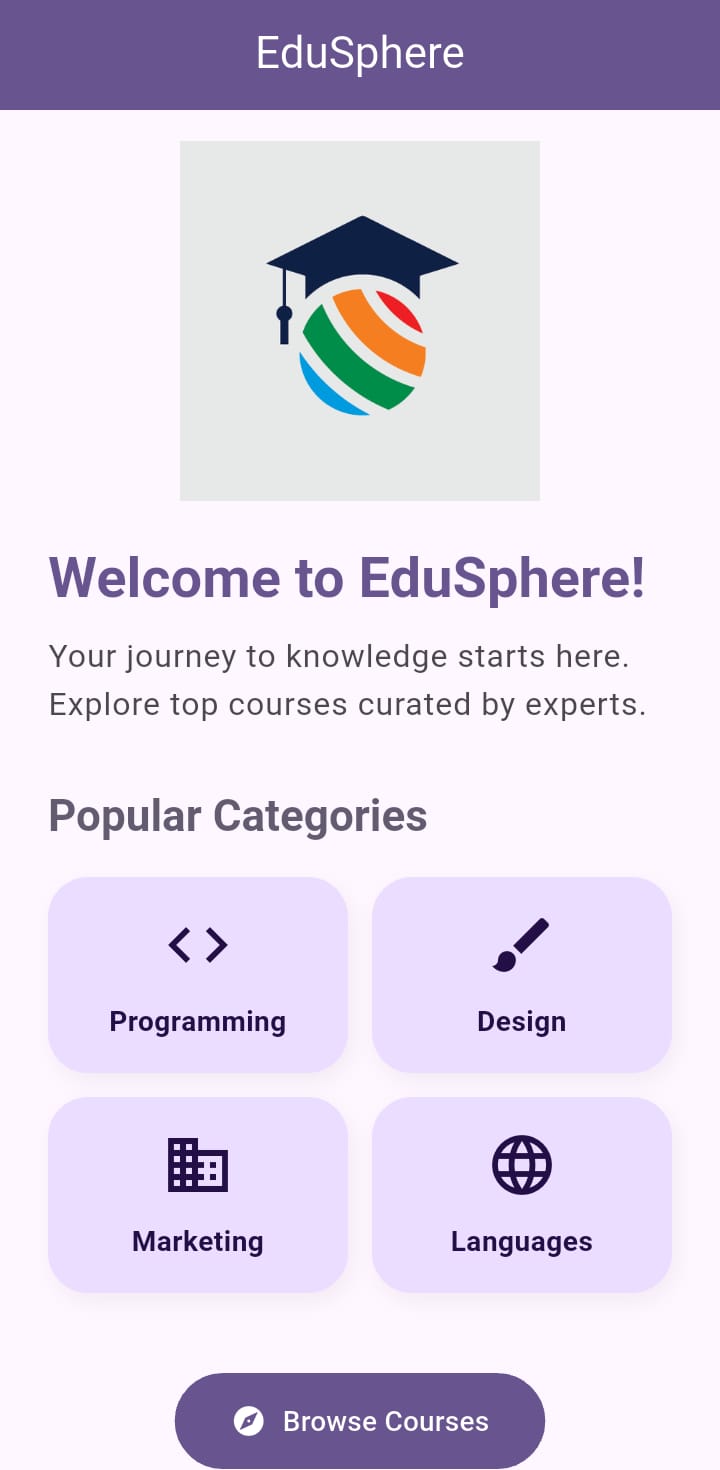 EduSphere
Welcome to EduSphere!
Your journey to knowledge starts here.
Explore top courses curated by experts.
Popular Categories
Programming
Design
Marketing
Languages
Browse Courses